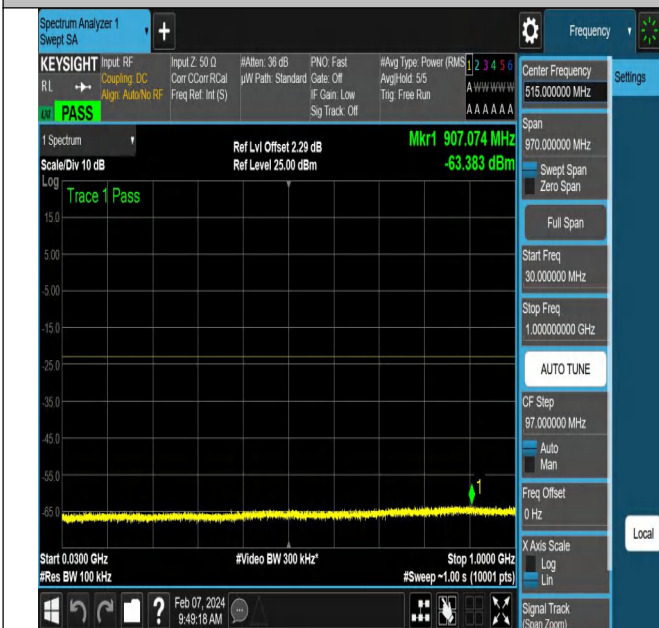 Spectrum Analyzer 1
Swept SA
+
Frequency
KEYSIGHT
RL
LXI
PASS
Input: RF
Coupling: DC
Align: Auto/No RF
Input Z: 50 Ω
Corr CCorr RCal
Freq Ref: Int (S)
#Atten: 36 dB
µW Path: Standard
PNO: Fast
Gate: Off
IF Gain: Low
Sig Track: Off
#Avg Type: Power (RMS
Avg|Hold: 5/5
Trig: Free Run
1 2 3 4 5 6
A W W W W W
A A A A A A
1 Spectrum
Scale/Div 10 dB
Ref Lvl Offset 2.29 dB
Ref Level 25.00 dBm
Mkr1 907.074 MHz
-63.383 dBm
Log
Trace 1 Pass
15.0
5.00
-5.00
-15.0
-25.0
-35.0
-45.0
-55.0
-65.0
1
Start 0.0300 GHz
#Res BW 100 kHz
#Video BW 300 kHz*
Stop 1.0000 GHz
#Sweep ~1.00 s (10001 pts)
Feb 07, 2024
9:49:18 AM
Center Frequency
515.000000 MHz
Settings
Span
970.000000 MHz
Swept Span
Zero Span
Full Span
Start Freq
30.000000 MHz
Stop Freq
1.000000000 GHz
AUTO TUNE
CF Step
97.000000 MHz
Auto
Man
Freq Offset
0 Hz
X Axis Scale
Log
Lin
Local
Signal Track
(Span Zoom)